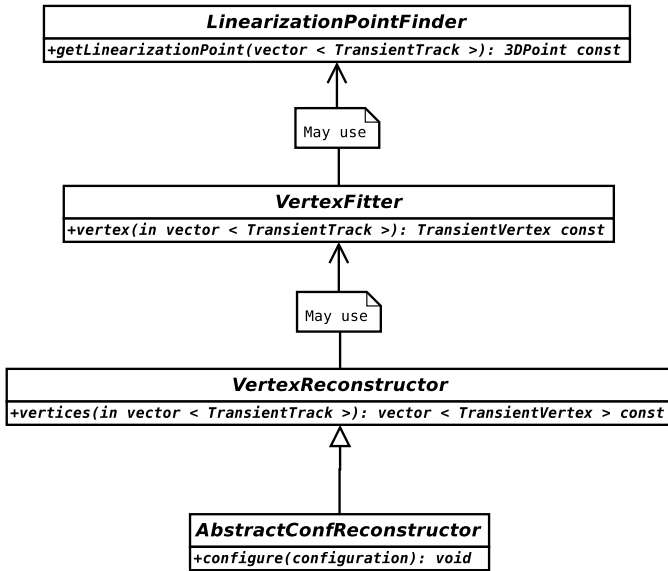 LinearizationPointFinder
+getLinearizationPoint(vector < TransientTrack >): 3DPoint const
May use
VertexFitter
+vertex(in vector < TransientTrack >): TransientVertex const
May use
VertexReconstructor
+vertices(in vector < TransientTrack >): vector < TransientVertex > const
AbstractConfReconstructor
+configure(configuration): void